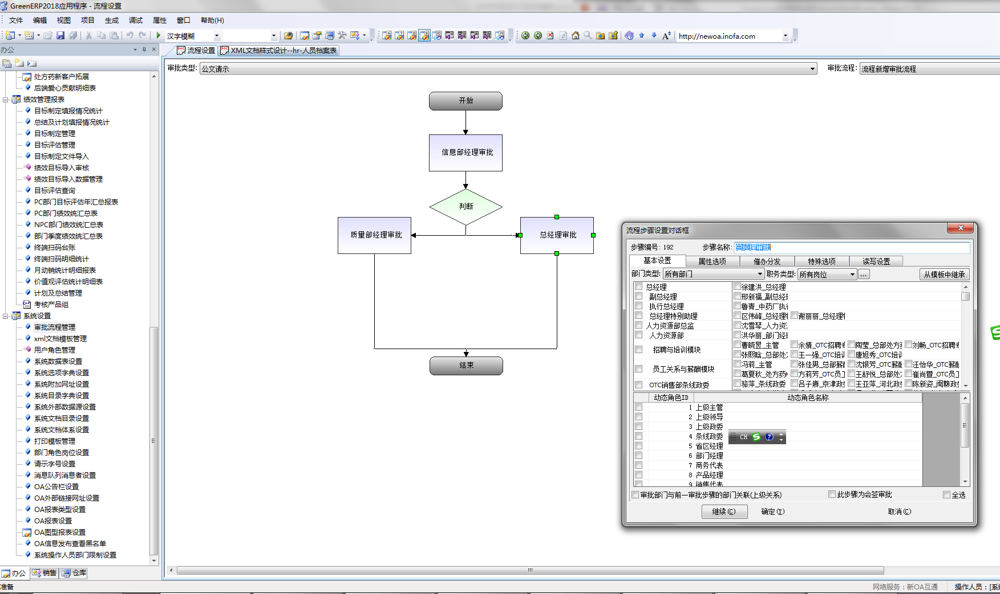 GreenERP2018应用程序 - 流程设置
文件 编辑 视图 项目 生成 调试 属性 窗口 帮助(H)
汉字模糊 http://newoa.inofa.com
办公
流程设置 XML文档样式设计--hr-人员档案表
审批类型: 公文请示 审批流程: 流程新增审批流程
处方药新客户拓展
后端爱心贡献明细表
绩效管理报表
目标制定填报情况统计
总结及计划填报情况统计
目标制定管理
目标评估管理
目标制定文件导入
绩效目标导入审核
绩效目标导入数据管理
目标评估查询
PC部门目标评估年汇总报表
PC部门绩效统汇总表
NPC部门绩效统汇总表
部门季度绩效统汇总表
终端扫码台账
终端扫码明细统计
月动销统计明细报表
价值观评估统计明细表
计划及总结管理
考核产品组
系统设置
审批流程管理
xml文档模板管理
用户角色管理
系统数据表设置
系统选项字典设置
系统附加网址设置
系统目录字典设置
系统外部数据源设置
系统文档目录设置
系统文档体系设置
打印模板管理
部门角色岗位设置
请示字号设置
消息队列消息者设置
OA公告栏设置
OA外部链接网址设置
OA报表类型设置
OA报表设置
OA图型报表设置
OA信息发布查看黑名单
系统操作人员部门限制设置
办公 销售 仓库
开始
信息部经理审批
判断
质量部经理审批 总经理审批
结束
流程步骤设置对话框
步骤编号: 192 步骤名称: 总经理审批
基本设置 属性选项 催办分发 特殊选项 读写设置
部门类型: 所有部门 职务类型: 所有岗位 ... 从模板中继承
总经理 徐建洪_总经理
副总经理 邢新福_副总经理
执行总经理 鲁青_中药厂执行
总经理特别助理 区伟峰_总经理特 谢丽丽_总经理特
人力资源部总监 沈雪琴_人力资源
人力资源部 洪华丽_部门经理
招聘与培训模块 曹晓昱_主管 余婧_OTC招聘专 陶莹_总部处方药 刘畅_OTC招聘专
张熙晗_总部处方 王一强_OTC培训 唐旭秀_OTC培训
员工关系与薪酬模块 冯莉_主管 张佳男_总部薪酬 沈银芳_OTC薪酬 汪怡华_OTC薪酬
葛夏秋_处方药 方莉芳_OTC员工 王舒悦_总部处方 崔尚萱_OTC员工
OTC销售部条线政委 骆萍_条线政委 吕子赓_京津政委 王亚萍_河北政委 陈新姿_闽赣政委
动态角色ID 动态角色名称
1 上级主管
2 上级领导
3 上级政委
4 条线政委
5 省区经理
6 部门经理
7 商务代表
8 产品经理
9 销售代表
CH
审批部门与前一审批步骤的部门关联(上级关系) 此步骤为会签审批 全选
继续(C) 确定(Y) 取消(C)
准备 网络服务：新OA互通 操作人员：[系